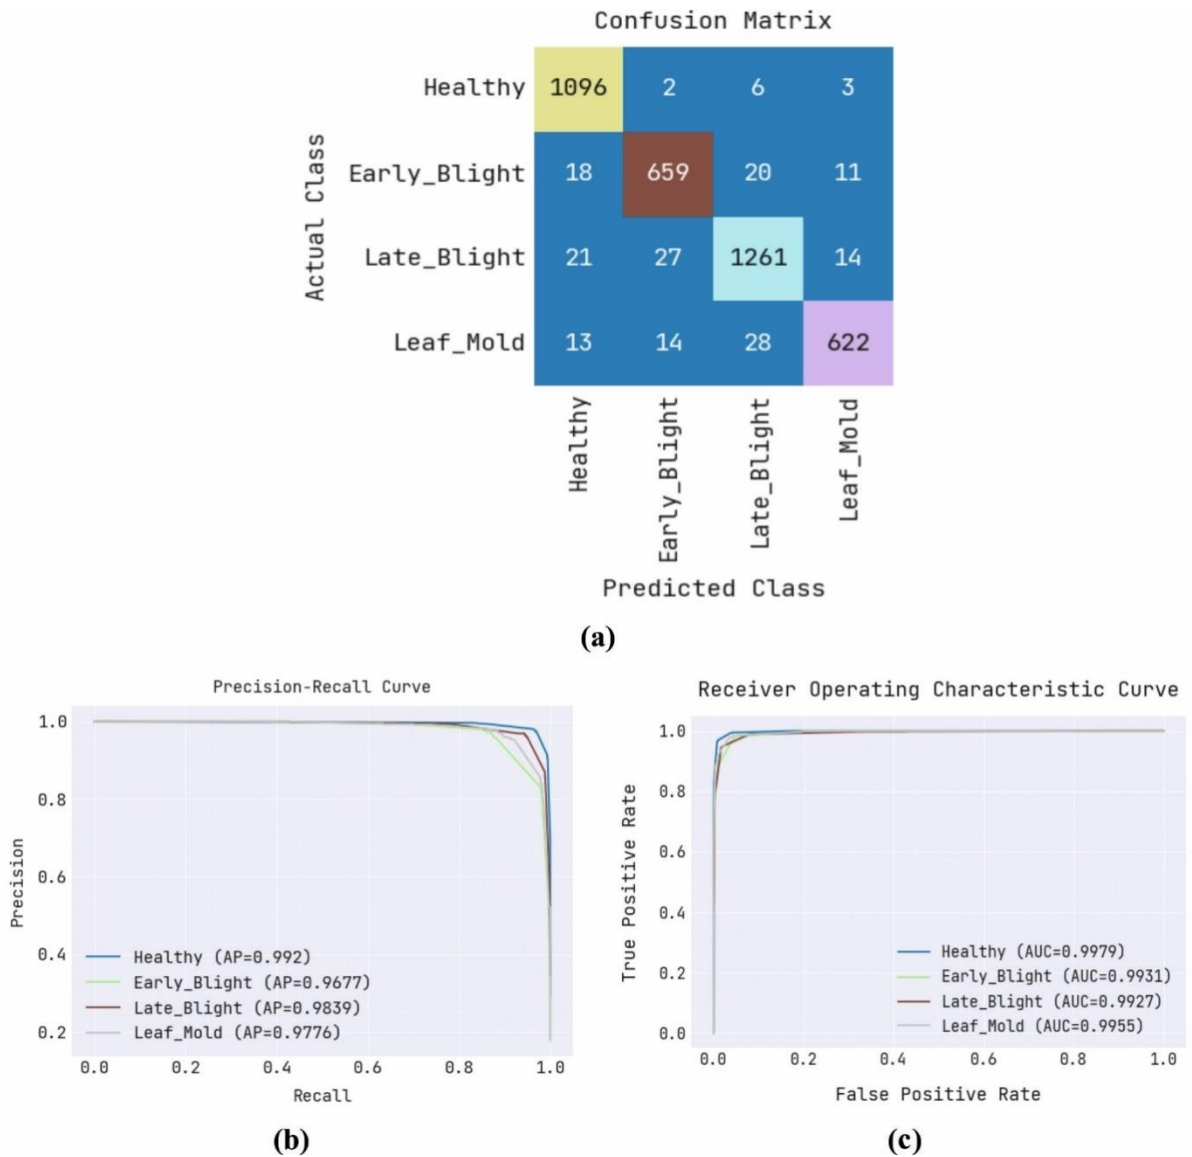 Confusion Matrix
Actual Class
Healthy 1096 2 6 3
Early_Blight 18 659 20 11
Late_Blight 21 27 1261 14
Leaf_Mold 13 14 28 622
Healthy Early_Blight Late_Blight Leaf_Mold
Predicted Class
(a)
Precision-Recall Curve
Precision
1.0
0.8
0.6
0.4
0.2
Healthy (AP=0.992)
Early_Blight (AP=0.9677)
Late_Blight (AP=0.9839)
Leaf_Mold (AP=0.9776)
0.0 0.2 0.4 0.6 0.8 1.0
Recall
(b)
Receiver Operating Characteristic Curve
True Positive Rate
1.0
0.8
0.6
0.4
0.2
0.0
Healthy (AUC=0.9979)
Early_Blight (AUC=0.9931)
Late_Blight (AUC=0.9927)
Leaf_Mold (AUC=0.9955)
0.0 0.2 0.4 0.6 0.8 1.0
False Positive Rate
(c)